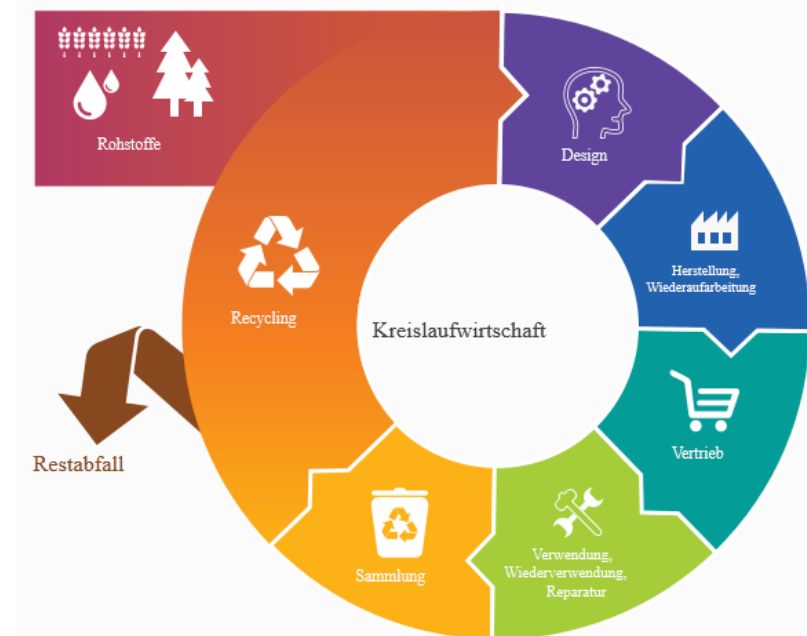 Rohstoffe
Design
Herstellung,
Wiederaufarbeitung
Recycling
Kreislaufwirtschaft
Vertrieb
Restabfall
Verwendung,
Wiederverwendung,
Reparatur
Sammlung